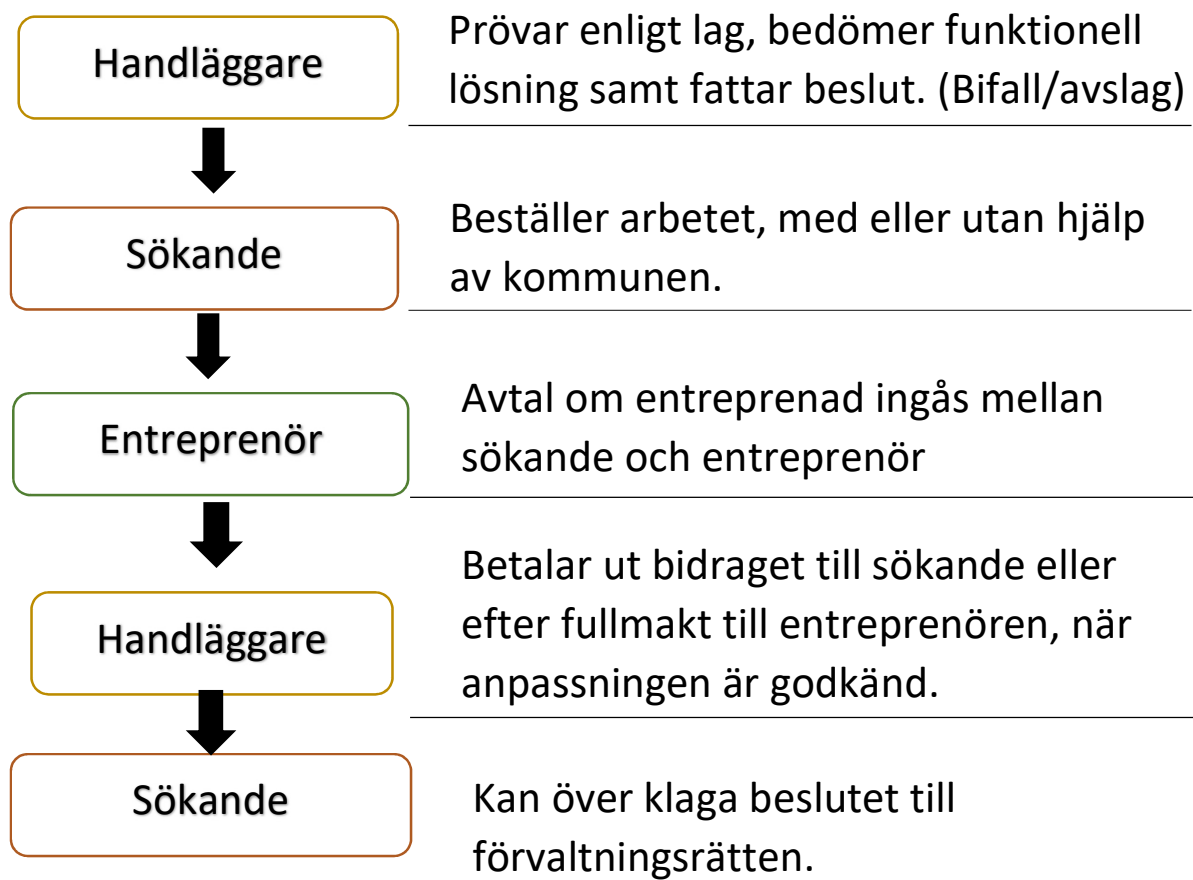 Handläggare
Prövar enligt lag, bedömer funktionell
lösning samt fattar beslut. (Bifall/avslag)
Sökande
Beställer arbetet, med eller utan hjälp
av kommunen.
Entreprenör
Avtal om entreprenad ingås mellan
sökande och entreprenör
Handläggare
Betalar ut bidraget till sökande eller
efter fullmakt till entreprenören, när
anpassningen är godkänd.
Sökande
Kan över klaga beslutet till
förvaltningsrätten.